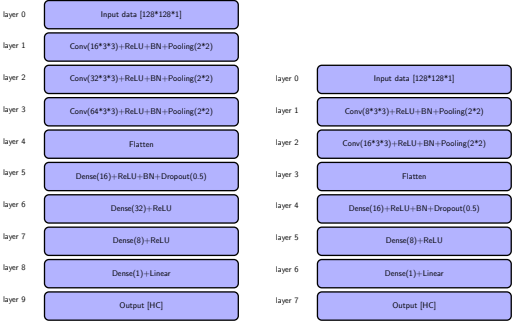 layer 0 Input data [128*128*1]
layer 1 Conv(16*3*3)+ReLU+BN+Pooling(2*2)
layer 2 Conv(32*3*3)+ReLU+BN+Pooling(2*2)
layer 3 Conv(64*3*3)+ReLU+BN+Pooling(2*2)
layer 4 Flatten
layer 5 Dense(16)+ReLU+BN+Dropout(0.5)
layer 6 Dense(32)+ReLU
layer 7 Dense(8)+ReLU
layer 8 Dense(1)+Linear
layer 9 Output [HC]
layer 0 Input data [128*128*1]
layer 1 Conv(8*3*3)+ReLU+BN+Pooling(2*2)
layer 2 Conv(16*3*3)+ReLU+BN+Pooling(2*2)
layer 3 Flatten
layer 4 Dense(16)+ReLU+BN+Dropout(0.5)
layer 5 Dense(8)+ReLU
layer 6 Dense(1)+Linear
layer 7 Output [HC]